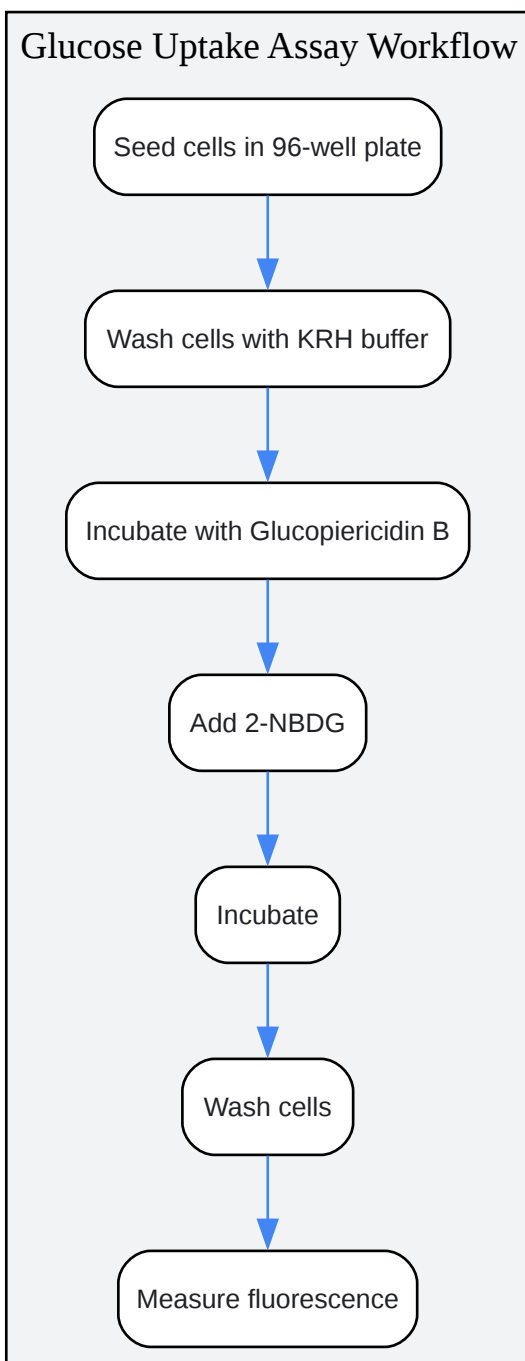 Glucose Uptake Assay Workflow
Seed cells in 96-well plate
Wash cells with KRH buffer
Incubate with Glucopiericidin B
Add 2-NBDG
Incubate
Wash cells
Measure fluorescence